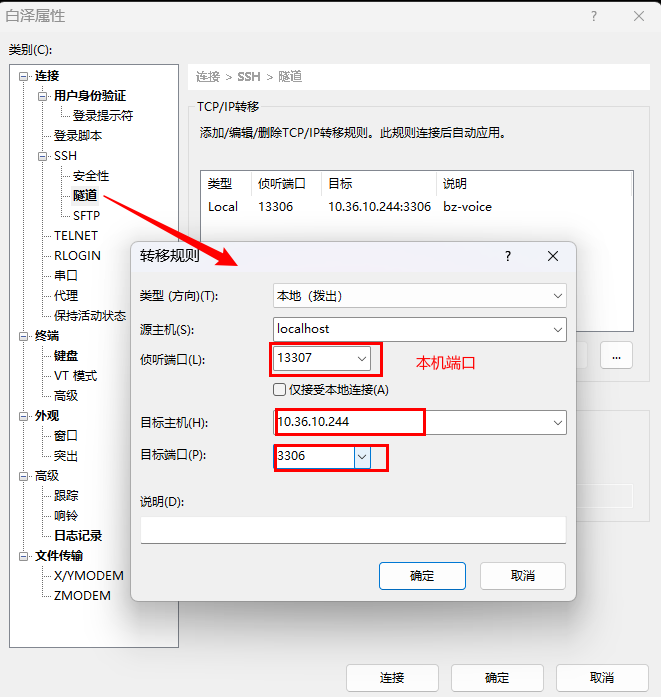 白泽属性
类别(C):
连接
用户身份验证
登录提示符
登录脚本
SSH
安全性
隧道
SFTP
TELNET
RLOGIN
串口
代理
保持活动状态
终端
键盘
VT 模式
高级
外观
窗口
突出
高级
跟踪
响铃
日志记录
文件传输
X/YMODEM
ZMODEM
连接 > SSH > 隧道
TCP/IP转移
添加/编辑/删除TCP/IP转移规则。此规则连接后自动应用。
类型 侦听端口 目标 说明
Local 13306 10.36.10.244:3306 bz-voice
...
转移规则
类型 (方向)(T): 本地（拨出）
源主机(S): localhost
侦听端口(L): 13307 本机端口
仅接受本地连接(A)
目标主机(H): 10.36.10.244
目标端口(P): 3306
说明(D):
确定 取消
连接 确定 取消